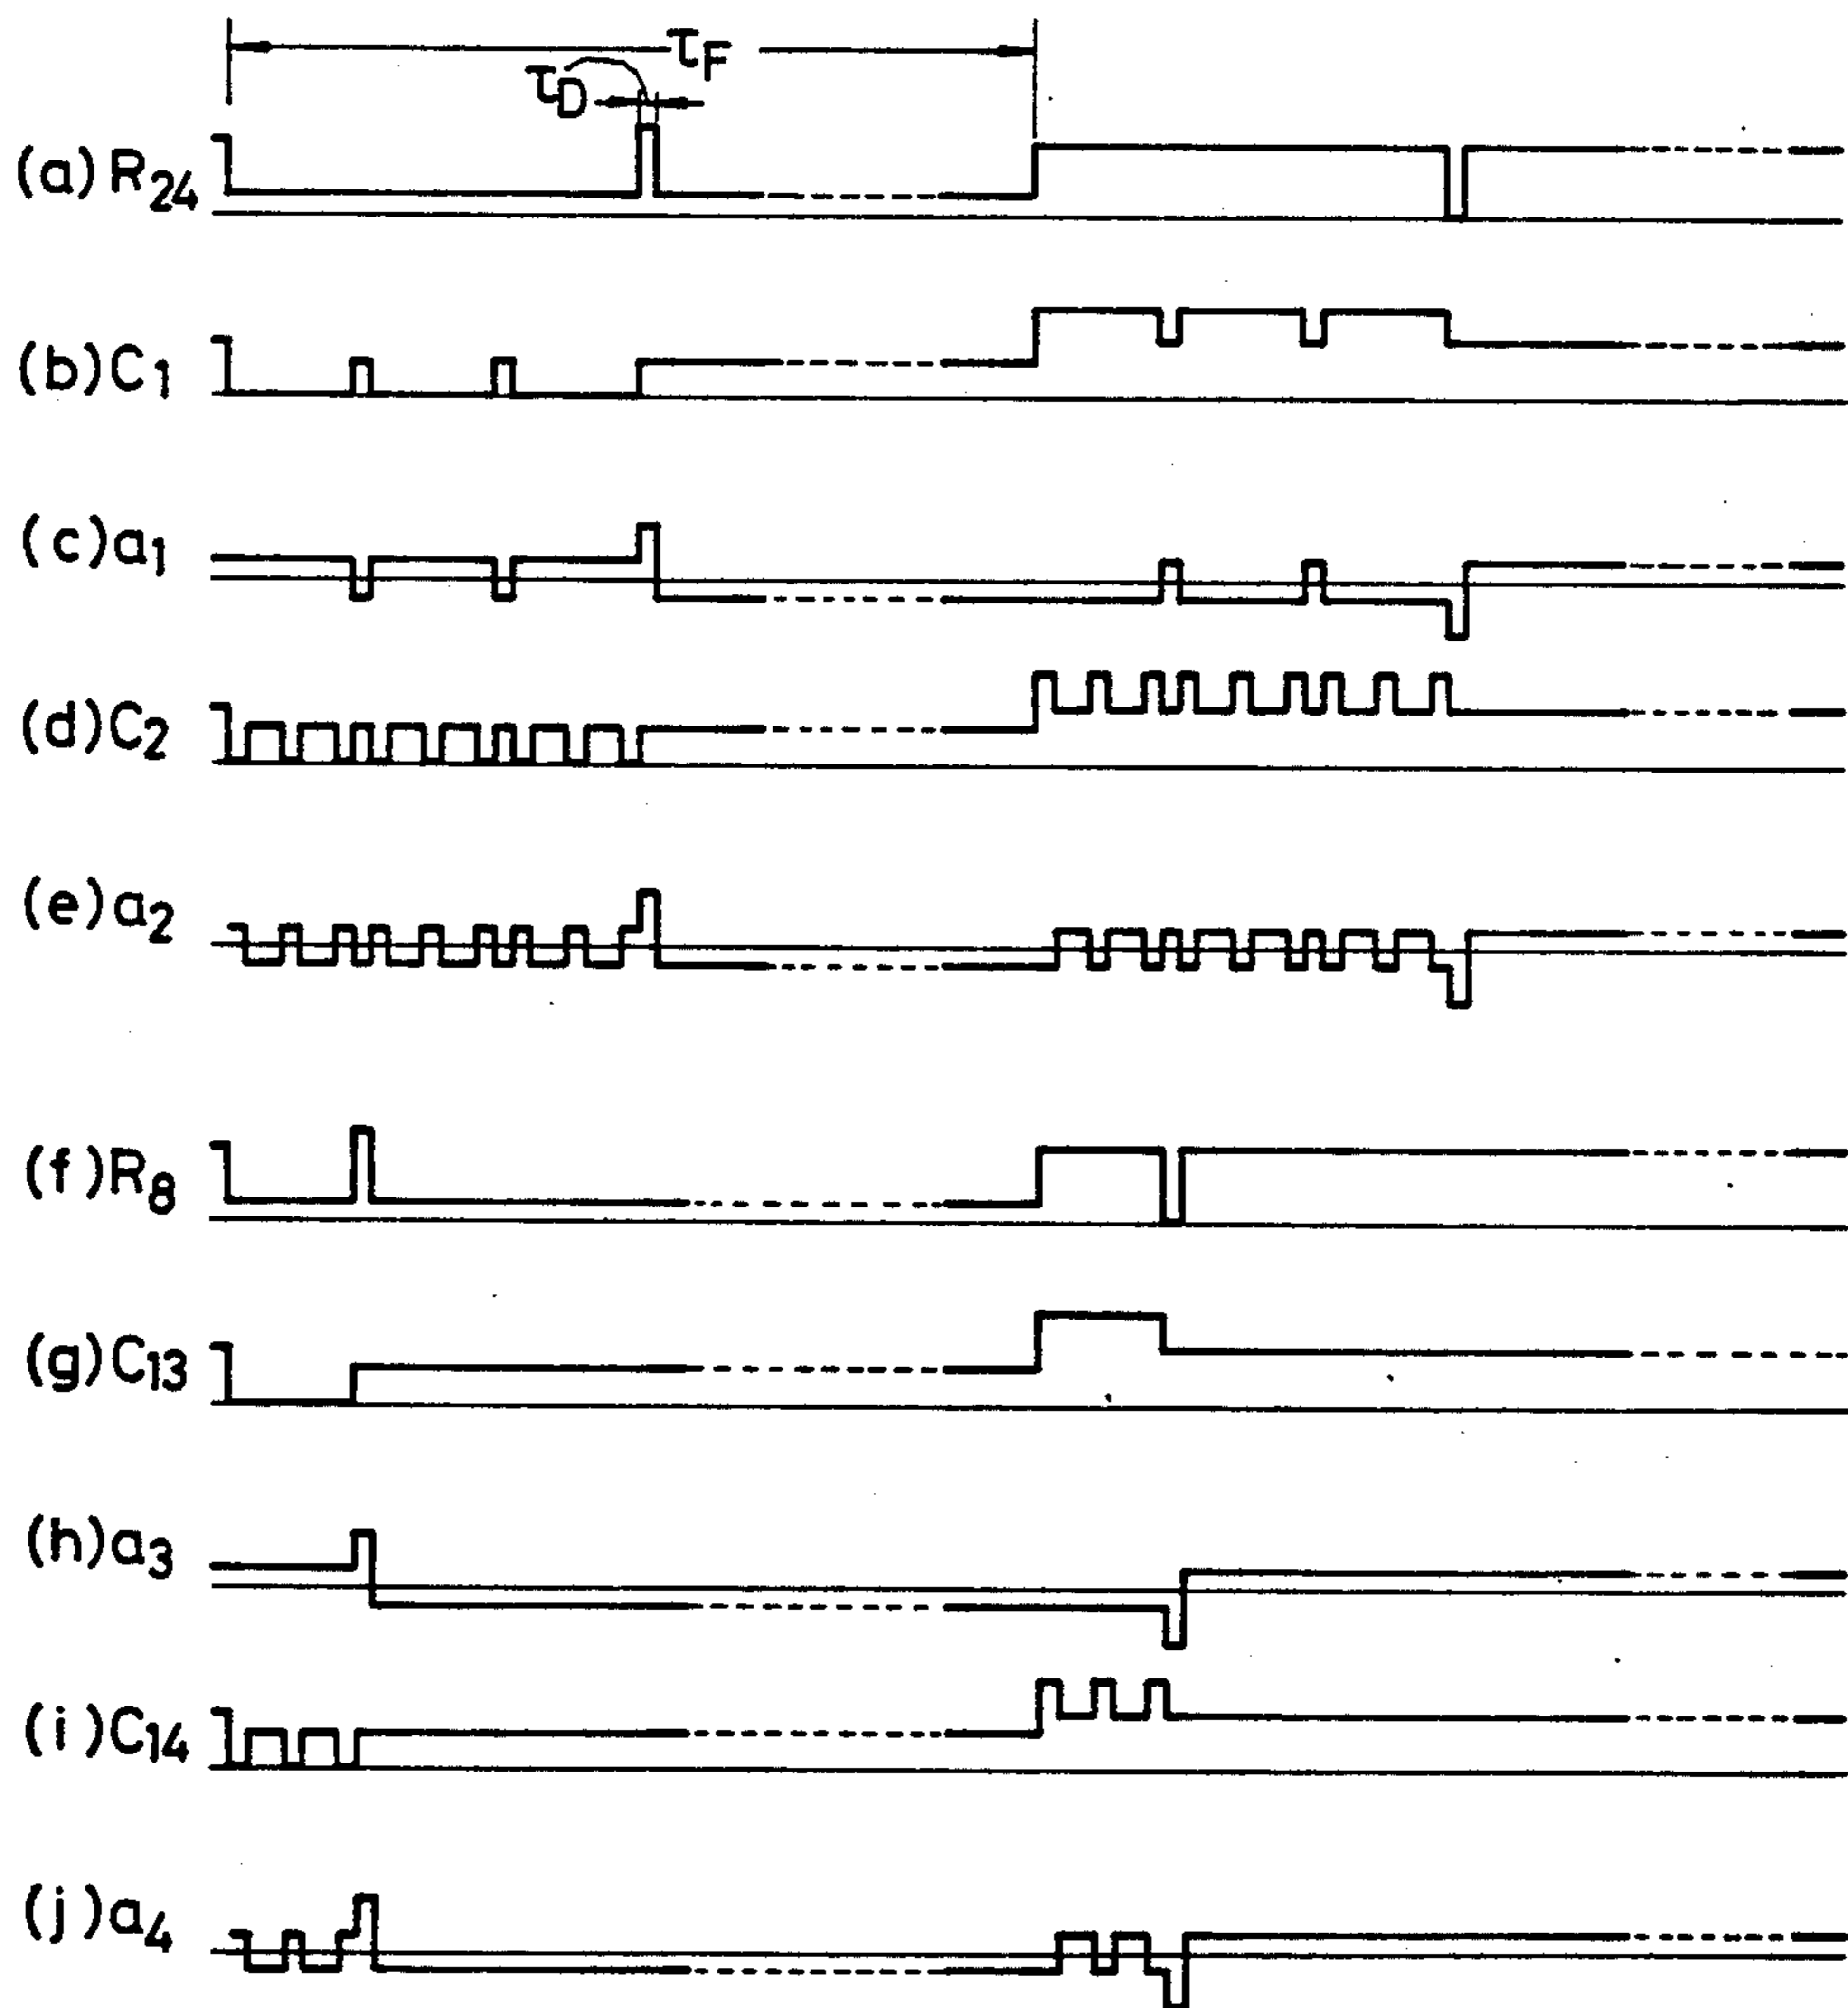 τF
τD
(a) R24
(b) C1
(c) a1
(d) C2
(e) a2
(f) R8
(g) C13
(h) a3
(i) C14
(j) a4